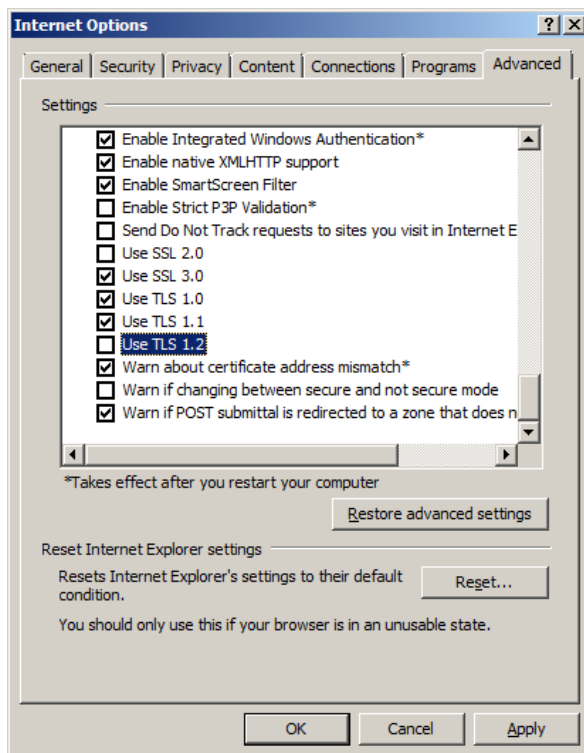 Internet Options
General Security Privacy Content Connections Programs Advanced
Settings
Enable Integrated Windows Authentication*
Enable native XMLHTTP support
Enable SmartScreen Filter
Enable Strict P3P Validation*
Send Do Not Track requests to sites you visit in Internet E
Use SSL 2.0
Use SSL 3.0
Use TLS 1.0
Use TLS 1.1
Use TLS 1.2
Warn about certificate address mismatch*
Warn if changing between secure and not secure mode
Warn if POST submittal is redirected to a zone that does n
*Takes effect after you restart your computer
Restore advanced settings
Reset Internet Explorer settings
Resets Internet Explorer's settings to their default
condition.
Reset...
You should only use this if your browser is in an unusable state.
OK Cancel Apply